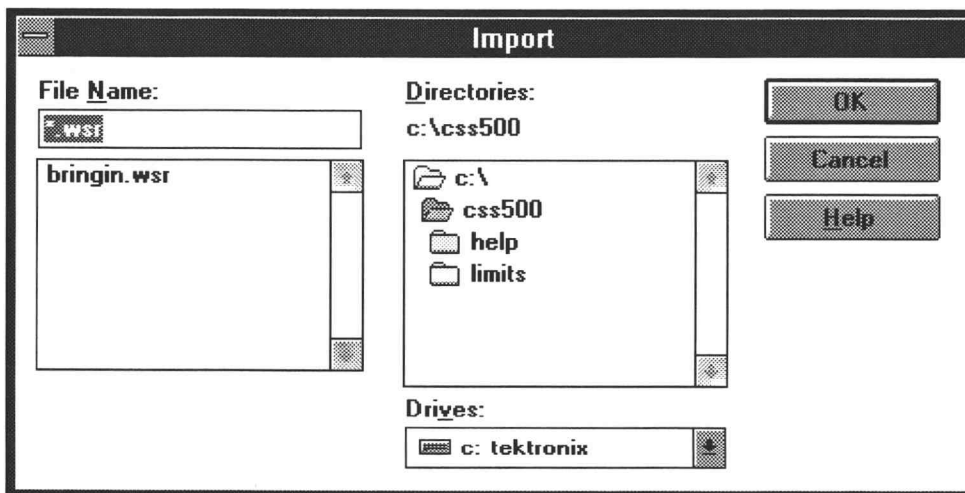 Import
File Name:
*.wsr
bringin.wsr
Directories:
c:\css500
c:\
css500
help
limits
Drives:
c: tektronix
OK
Cancel
Help